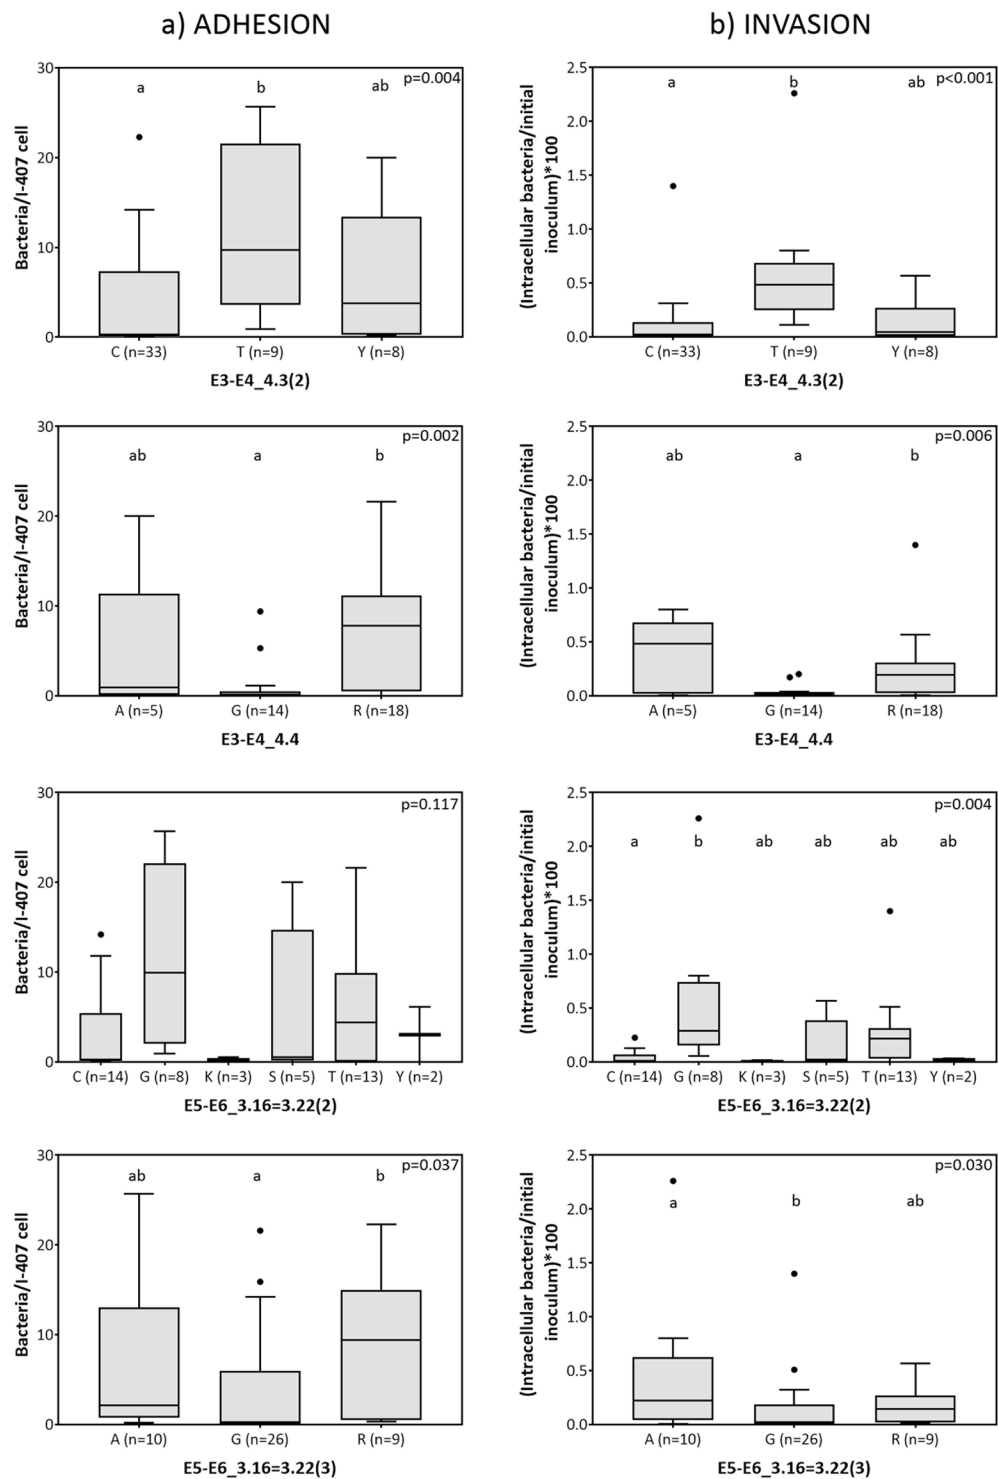 a) ADHESION
b) INVASION
30
20
10
0
Bacteria/I-407 cell
a
b
ab
p=0.004
C (n=33)
T (n=9)
Y (n=8)
E3-E4_4.3(2)
2.5
2.0
1.5
1.0
0.5
0.0
(Intracellular bacteria/initial
inoculum)*100
a
b
ab
p<0.001
C (n=33)
T (n=9)
Y (n=8)
E3-E4_4.3(2)
30
20
10
0
Bacteria/I-407 cell
ab
a
b
p=0.002
A (n=5)
G (n=14)
R (n=18)
E3-E4_4.4
2.5
2.0
1.5
1.0
0.5
0.0
(Intracellular bacteria/initial
inoculum)*100
ab
a
b
p=0.006
A (n=5)
G (n=14)
R (n=18)
E3-E4_4.4
30
20
10
0
Bacteria/I-407 cell
p=0.117
C (n=14)
G (n=8)
K (n=3)
S (n=5)
T (n=13)
Y (n=2)
E5-E6_3.16=3.22(2)
2.5
2.0
1.5
1.0
0.5
0.0
(Intracellular bacteria/initial
inoculum)*100
a
b
ab
ab
ab
ab
p=0.004
C (n=14)
G (n=8)
K (n=3)
S (n=5)
T (n=13)
Y (n=2)
E5-E6_3.16=3.22(2)
30
20
10
0
Bacteria/I-407 cell
ab
a
b
p=0.037
A (n=10)
G (n=26)
R (n=9)
E5-E6_3.16=3.22(3)
2.5
2.0
1.5
1.0
0.5
0.0
(Intracellular bacteria/initial
inoculum)*100
a
b
ab
p=0.030
A (n=10)
G (n=26)
R (n=9)
E5-E6_3.16=3.22(3)